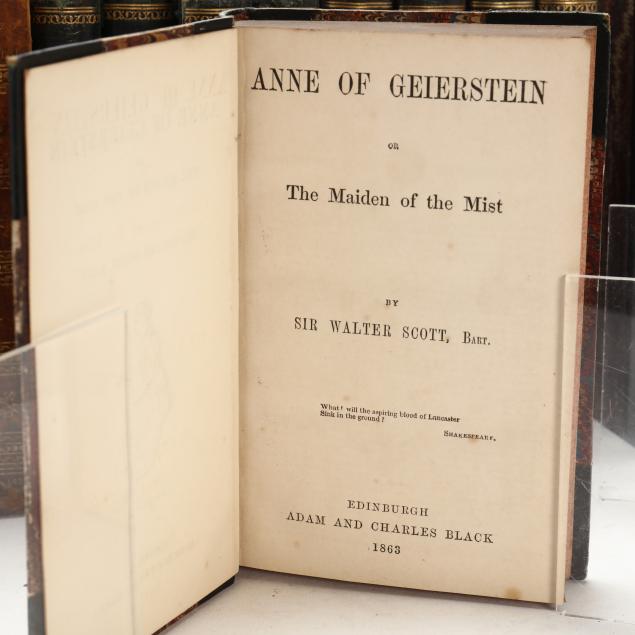 ANNE OF GEIERSTEIN
OR
The Maiden of the Mist
BY
SIR WALTER SCOTT, BART.
What! will the aspiring blood of Lancaster
Sink in the ground?
SHAKESPEARE.
EDINBURGH
ADAM AND CHARLES BLACK
1863